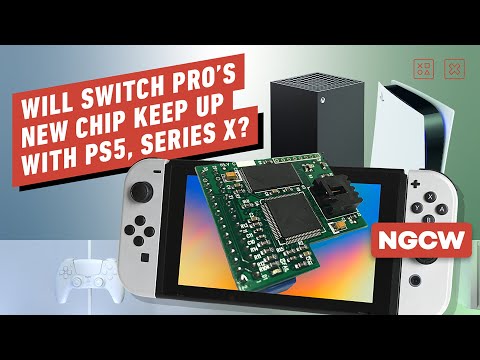 WILL SWITCH PRO'S
NEW CHIP KEEP UP
WITH PS5, SERIES X?
NGCW
X
A
Y
B